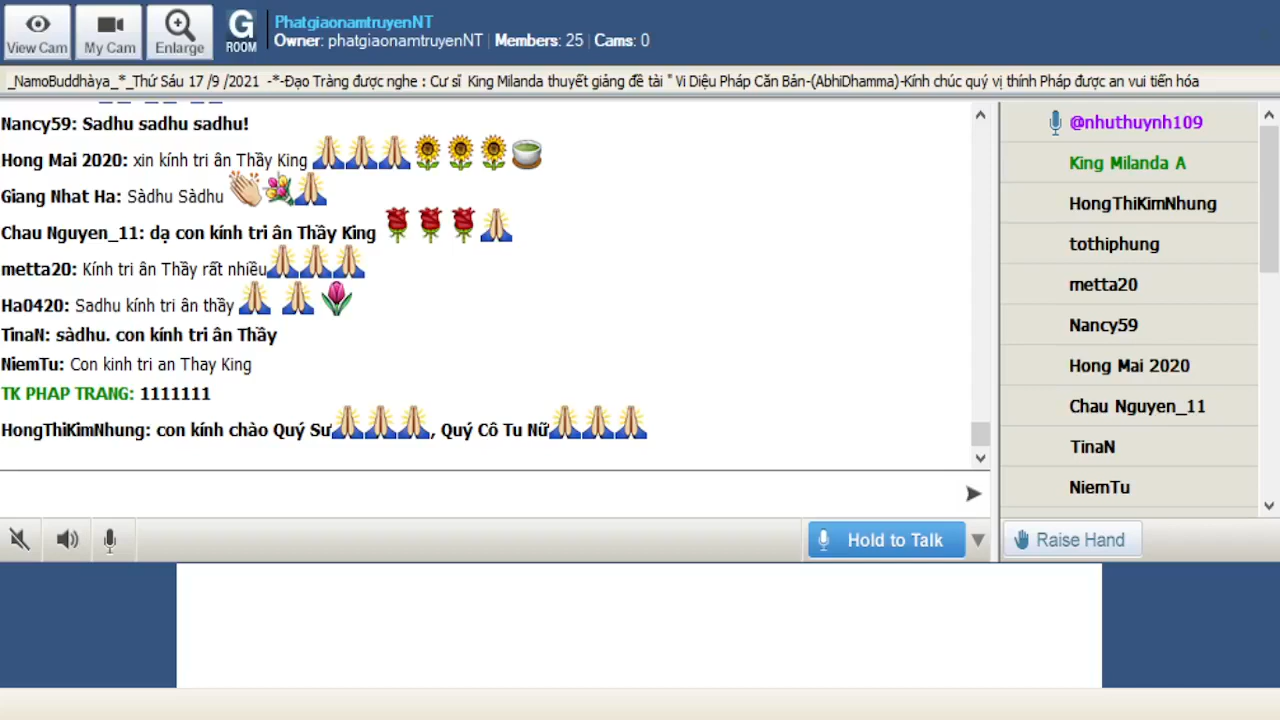 View Cam
My Cam
Enlarge
G
ROOM
PhatgiaonamtruyenNT
Owner: phatgiaonamtruyenNT | Members: 25 | Cams: 0
_NamoBuddhàya_*_Thứ Sáu 17 /9 /2021 -*-Đạo Tràng được nghe : Cư sĩ King Milanda thuyết giảng đề tài " Vi Diệu Pháp Căn Bản-(AbhiDhamma)-Kính chúc quý vị thính Pháp được an vui tiến hóa
Nancy59: Sadhu sadhu sadhu!
Hong Mai 2020: xin kính tri ân Thầy King
Giang Nhat Ha: Sàdhu Sàdhu
Chau Nguyen_11: dạ con kính tri ân Thầy King
metta20: Kính tri ân Thầy rất nhiều
Ha0420: Sadhu kính tri ân thầy
TinaN: sàdhu. con kính tri ân Thầy
NiemTu: Con kinh tri an Thay King
TK PHAP TRANG: 1111111
HongThiKimNhung: con kính chào Quý Sư, Quý Cô Tu Nữ
@nhuthuynh109
King Milanda A
HongThiKimNhung
tothiphung
metta20
Nancy59
Hong Mai 2020
Chau Nguyen_11
TinaN
NiemTu
Hold to Talk
Raise Hand